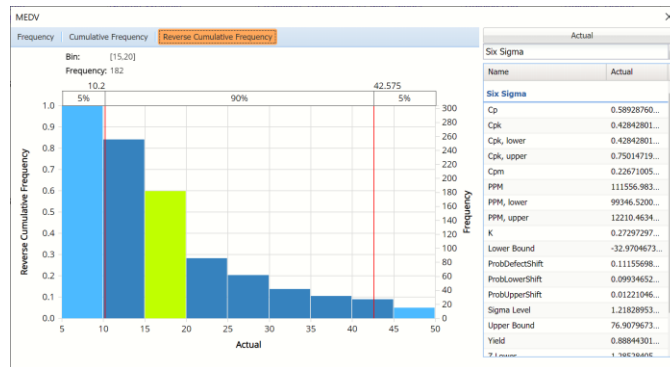 MEDV
Frequency Cumulative Frequency Reverse Cumulative Frequency
Bin: [15,20]
Frequency: 182
10.2 42.575
5% 90% 5%
1.0
0.9
0.8
0.7
0.6
0.5
0.4
0.3
0.2
0.1
0.0
Reverse Cumulative Frequency
300
280
260
240
220
200
180
160
140
120
100
80
60
40
20
0
Frequency
5 10 15 20 25 30 35 40 45 50
Actual
Actual
Six Sigma
Name Actual
Six Sigma
Cp 0.58928760...
Cpk 0.42842801...
Cpk, lower 0.42842801...
Cpk, upper 0.75014719...
Cpm 0.22671005...
PPM 111556.983...
PPM, lower 99346.5200...
PPM, upper 12210.4634...
K 0.27297297...
Lower Bound -32.9704673...
ProbDefectShift 0.11155698...
ProbLowerShift 0.09934652...
ProbUpperShift 0.01221046...
Sigma Level 1.21828953...
Upper Bound 76.9079673...
Yield 0.88844301...
Z Lower 1.28528405...